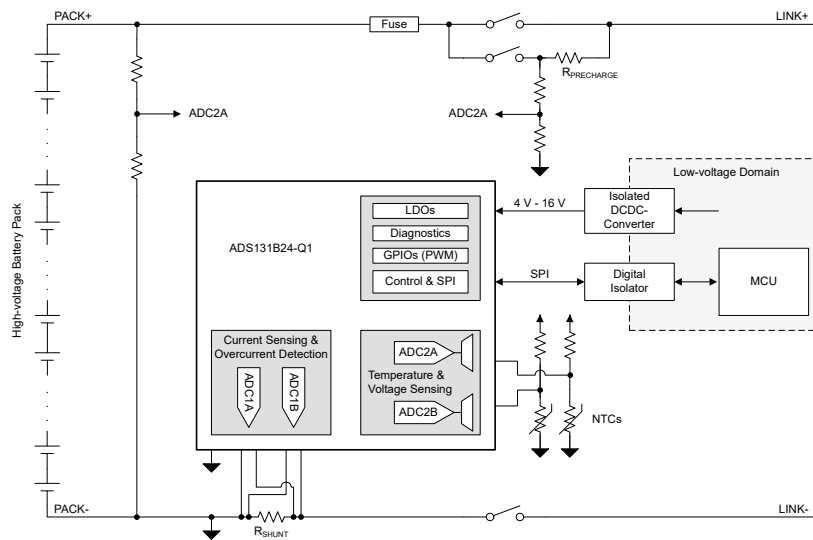 PACK+
Fuse
LINK+
RPRECHARGE
ADC2A
ADC2A
High-voltage Battery Pack
Low-voltage Domain
LDOs
Diagnostics
GPIOs (PWM)
Control & SPI
ADS131B24-Q1
4 V - 16 V
Isolated
DCDC-
Converter
SPI
Digital
Isolator
MCU
Current Sensing &
Overcurrent Detection
ADC1A
ADC1B
ADC2A
Temperature &
Voltage Sensing
ADC2B
NTCs
PACK-
RSHUNT
LINK-